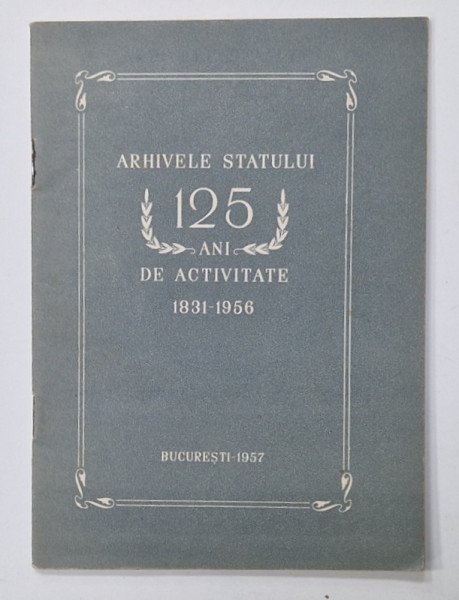 ARHIVELE STATULUI
125
ANI
DE ACTIVITATE
1831-1956
BUCUREȘTI-1957